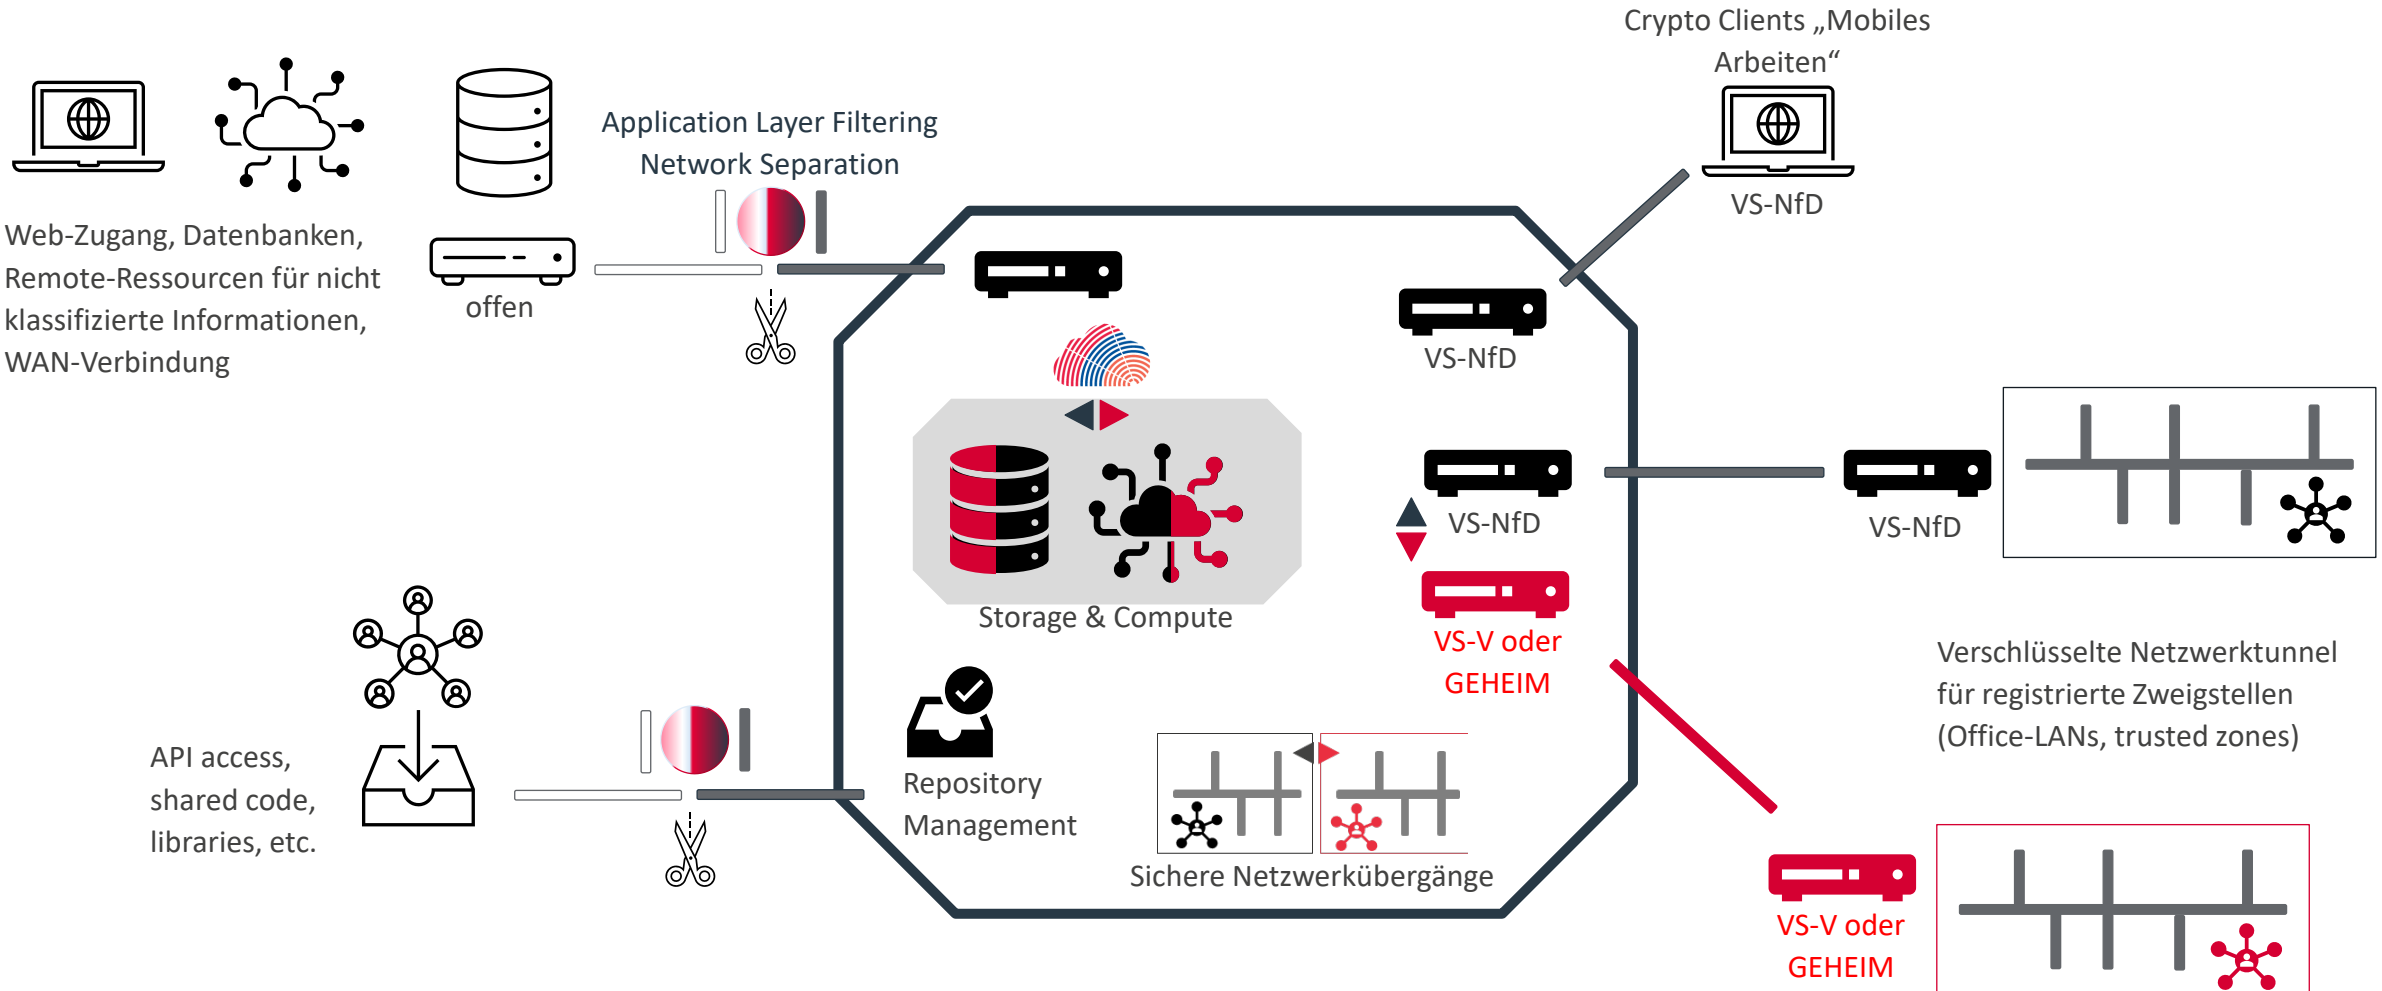 Crypto Clients „Mobiles
Arbeiten“
VS-NfD
Application Layer Filtering
Network Separation
Web-Zugang, Datenbanken,
Remote-Ressourcen für nicht
klassifizierte Informationen,
WAN-Verbindung
offen
VS-NfD
VS-NfD
VS-NfD
Storage & Compute
VS-V oder
GEHEIM
Verschlüsselte Netzwerktunnel
für registrierte Zweigstellen
(Office-LANs, trusted zones)
API access,
shared code,
libraries, etc.
Repository
Management
Sichere Netzwerkübergänge
VS-V oder
GEHEIM